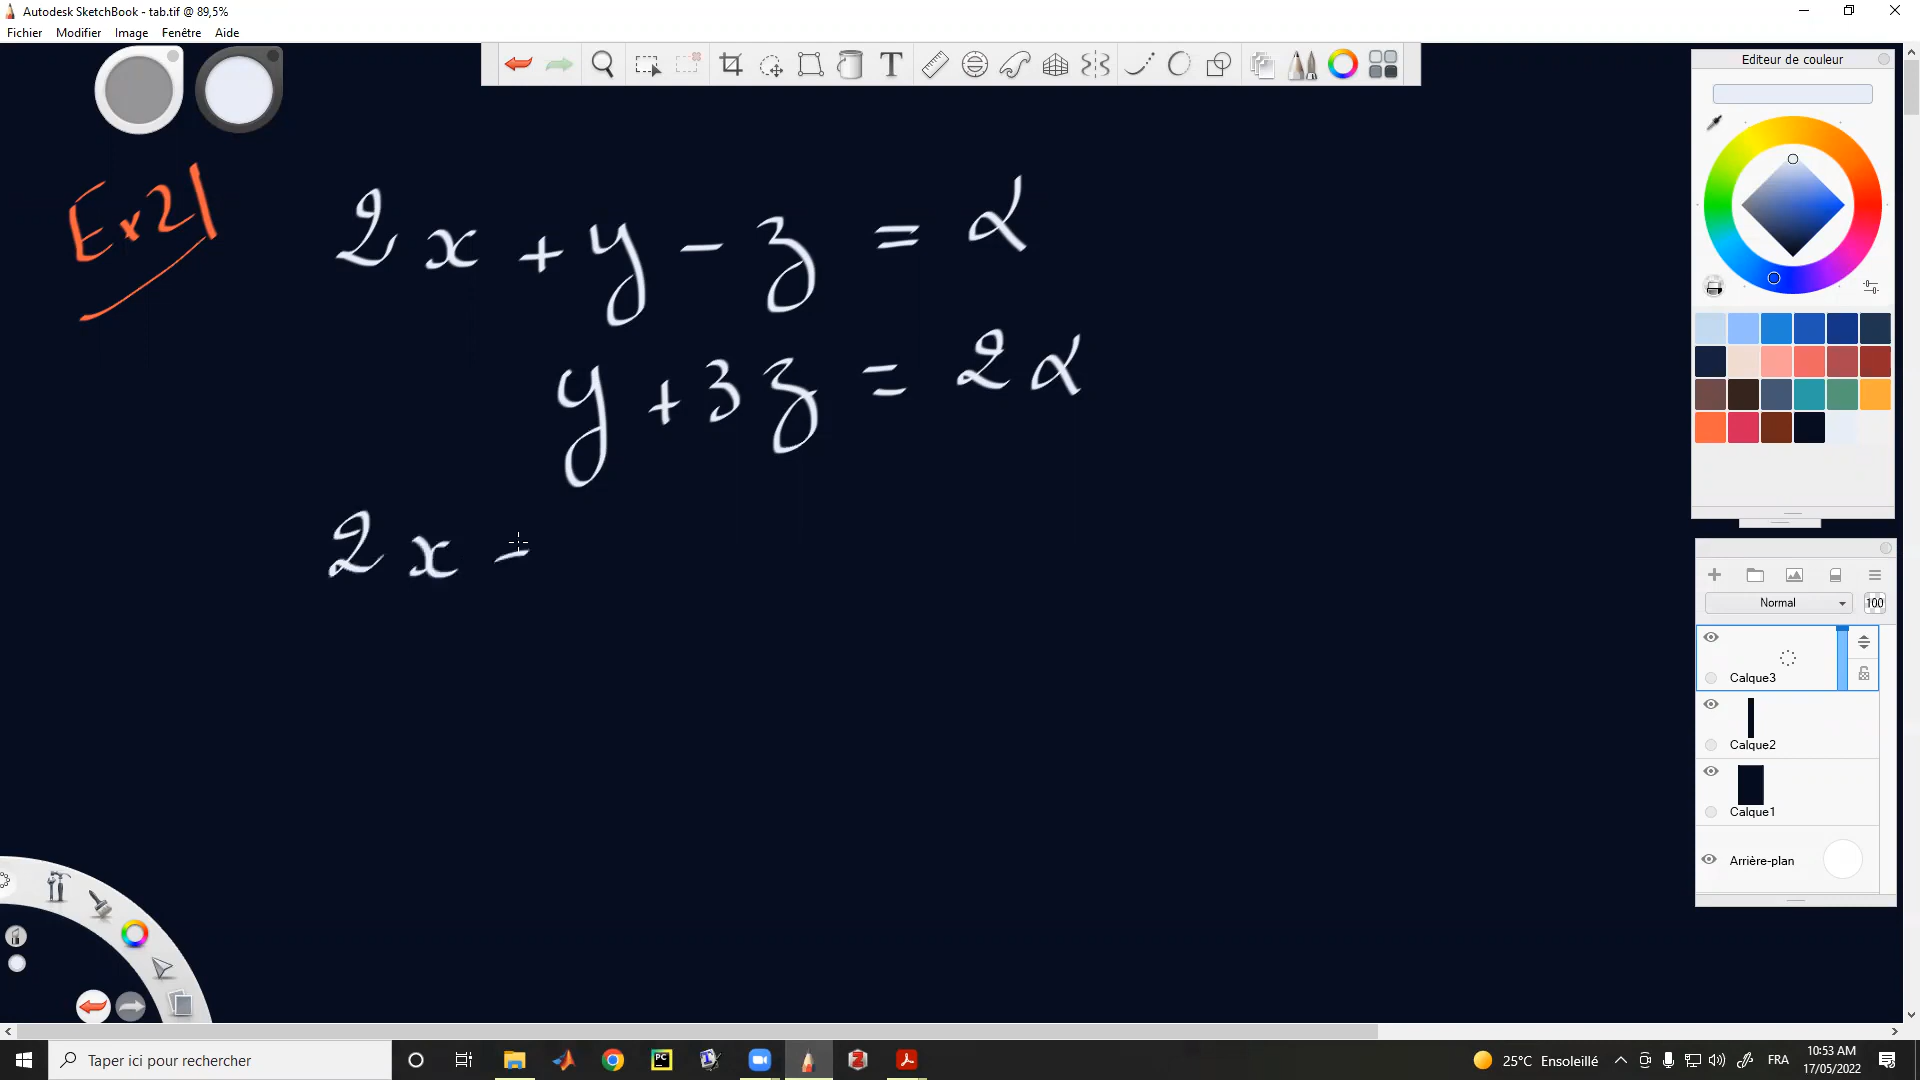 Autodesk SketchBook - tab.tif @ 89,5%
Fichier Modifier Image Fenêtre Aide
Editeur de couleur
Ex21
2x + y - z = α
y + 3z = 2α
2x -
Normal 100
Calque3
Calque2
Calque1
Arrière-plan
Taper ici pour rechercher
PC
25°C Ensoleillé
FRA
10:53 AM
17/05/2022